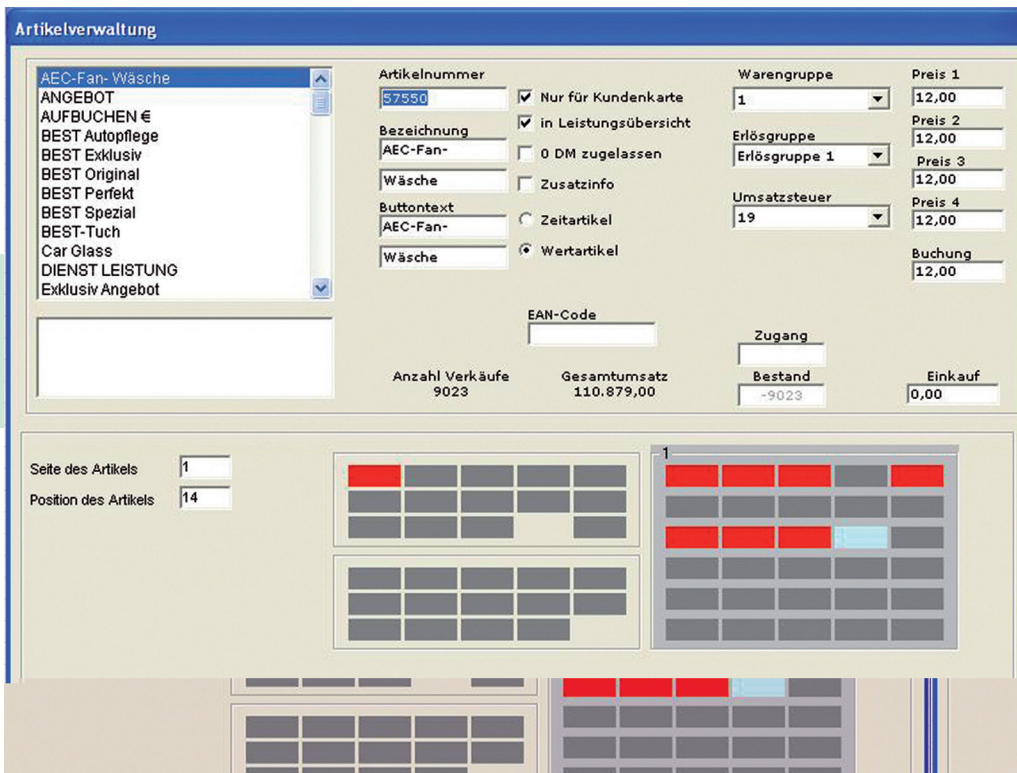 Artikelverwaltung
AEC-Fan- Wäsche
ANGEBOT
AUFBUCHEN €
BEST Autopflege
BEST Exklusiv
BEST Original
BEST Perfekt
BEST Spezial
BEST-Tuch
Car Glass
DIENST LEISTUNG
Exklusiv Angebot
Artikelnummer
57550
Bezeichnung
AEC-Fan-
Wäsche
Buttontext
AEC-Fan-
Wäsche
Nur für Kundenkarte
in Leistungsübersicht
0 DM zugelassen
Zusatzinfo
Zeitartikel
Wertartikel
Warengruppe
1
Erlösgruppe
Erlösgruppe 1
Umsatzsteuer
19
Preis 1
12,00
Preis 2
12,00
Preis 3
12,00
Preis 4
12,00
Buchung
12,00
EAN-Code
Zugang
Anzahl Verkäufe
9023
Gesamtumsatz
110.879,00
Bestand
-9023
Einkauf
0,00
Seite des Artikels
1
Position des Artikels
14
1